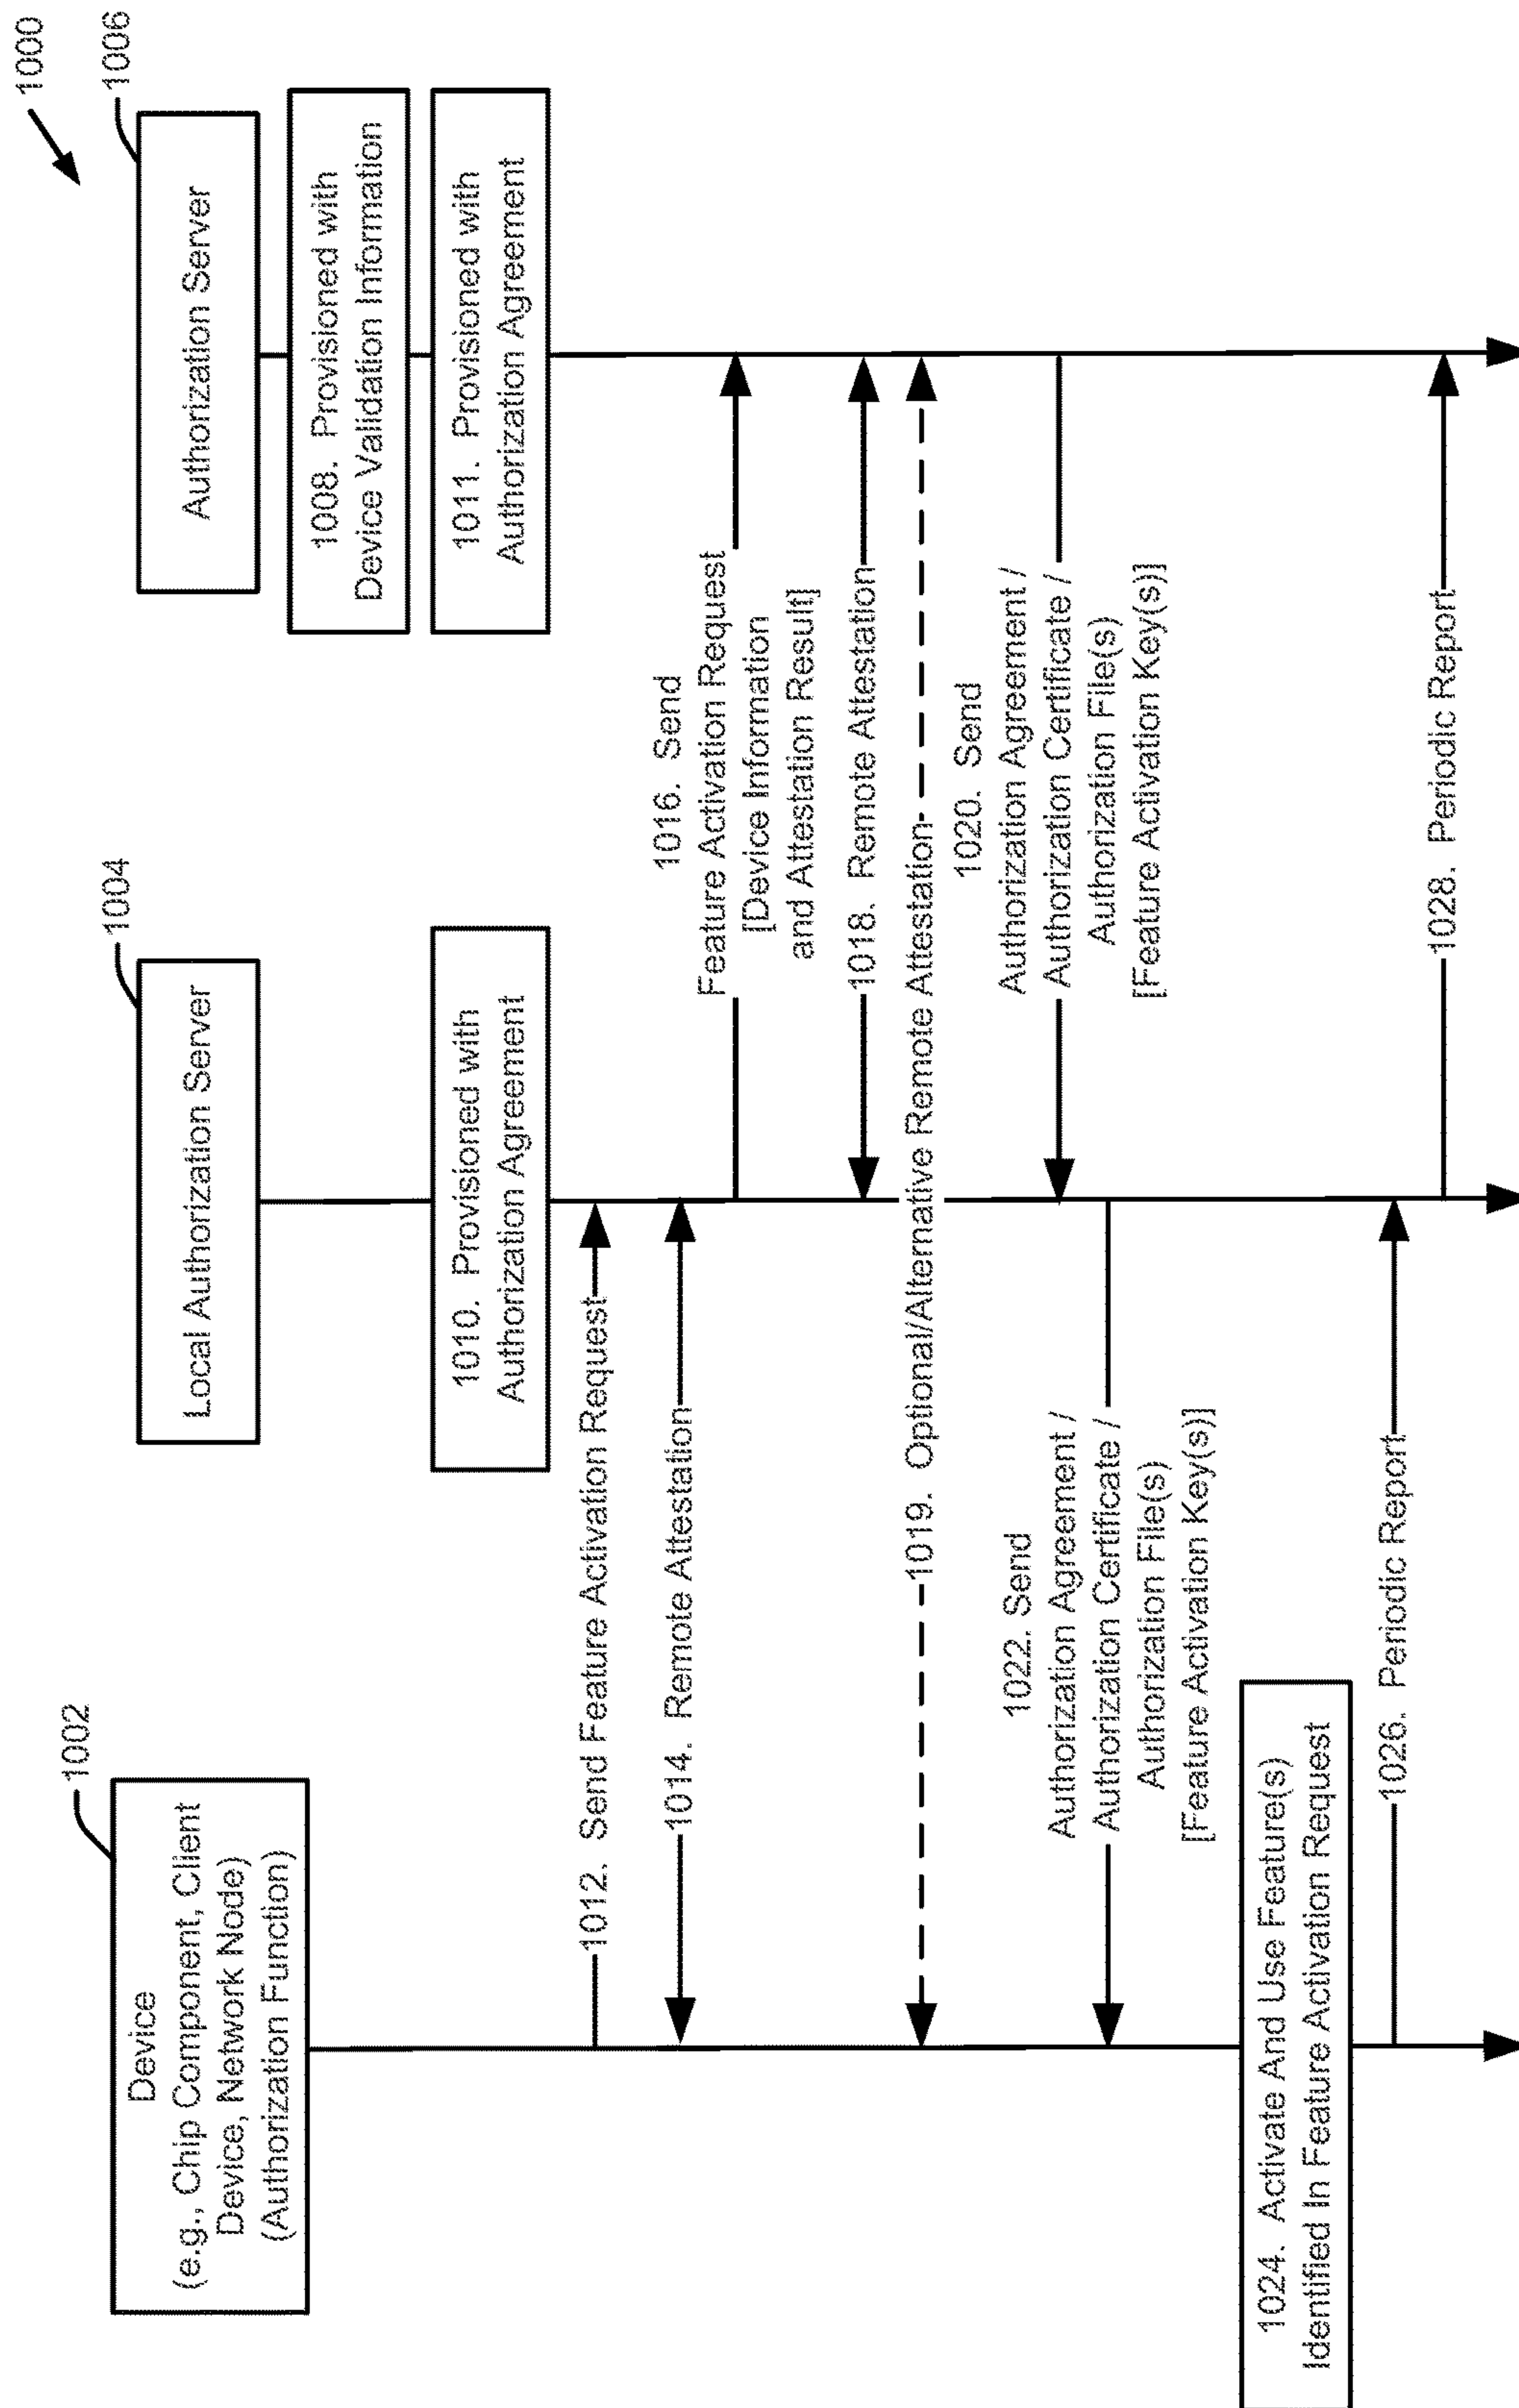 1000
1002
Device
(e.g., Chip Component, Client
Device, Network Node)
(Authorization Function)
1004
Local Authorization Server
1006
Authorization Server
1008. Provisioned with
Device Validation Information
1010. Provisioned with
Authorization Agreement
1011. Provisioned with
Authorization Agreement
1012. Send Feature Activation Request
1014. Remote Attestation
1016. Send
Feature Activation Request
[Device Information
and Attestation Result]
1018. Remote Attestation
1019. Optional/Alternative Remote Attestation
1020. Send
Authorization Agreement /
Authorization Certificate /
Authorization File(s)
[Feature Activation Key(s)]
1022. Send
Authorization Agreement /
Authorization Certificate /
Authorization File(s)
[Feature Activation Key(s)]
1024. Activate And Use Feature(s)
Identified In Feature Activation Request
1026. Periodic Report
1028. Periodic Report